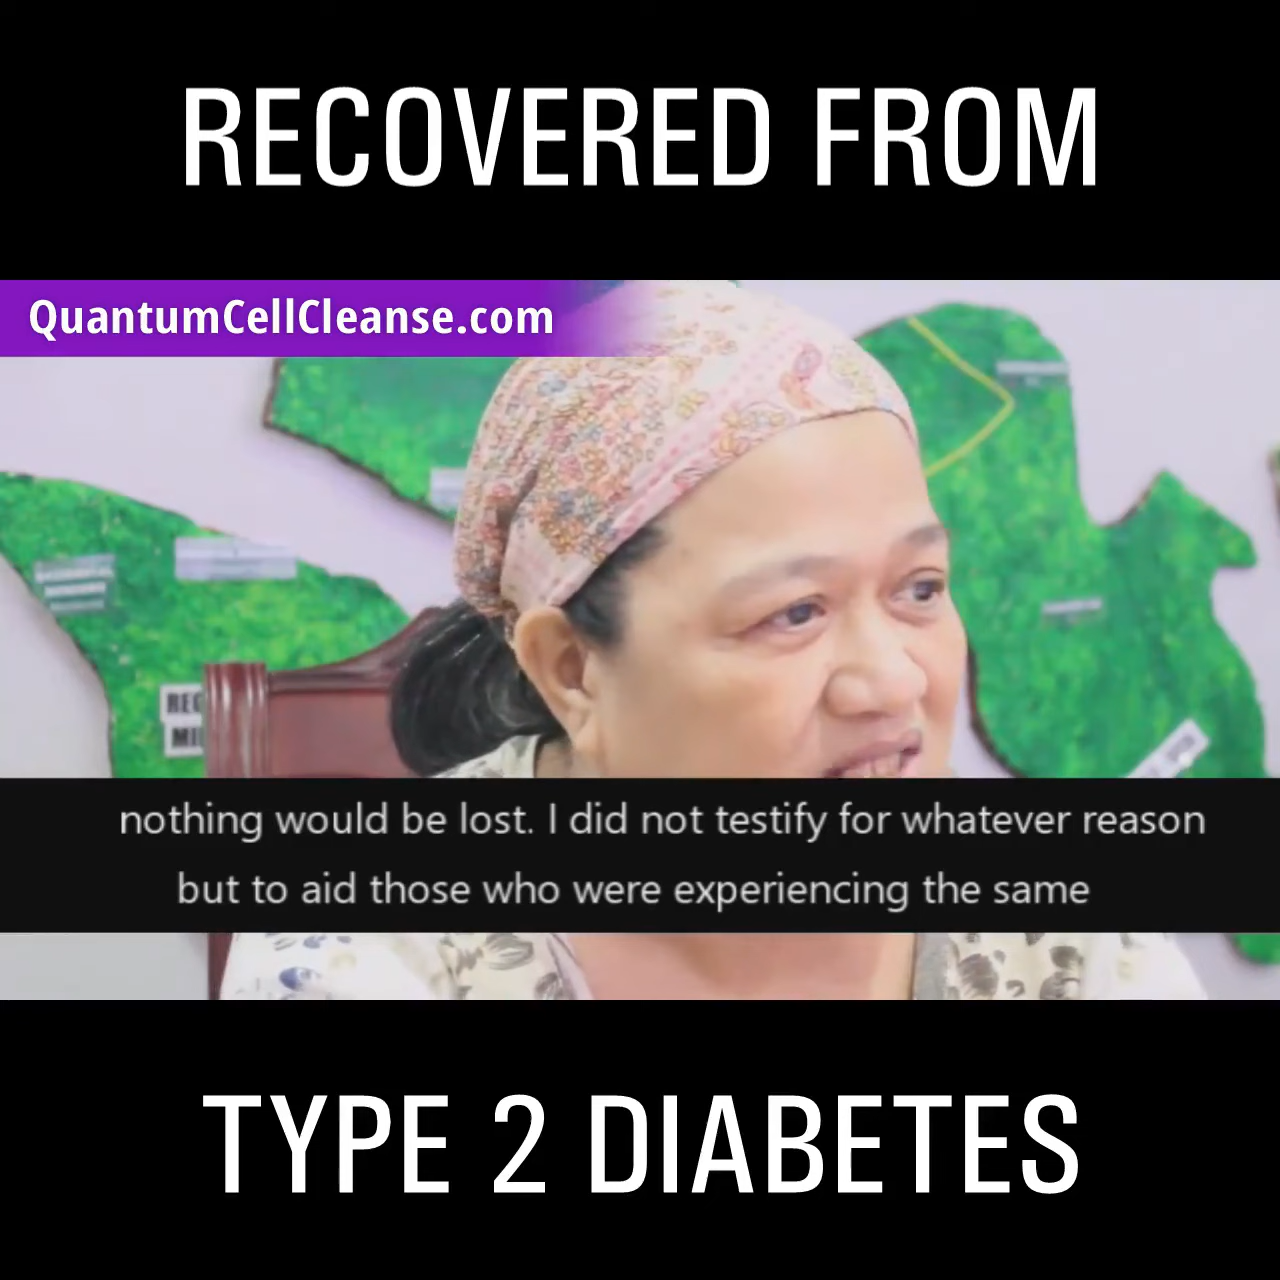 RECOVERED FROM
QuantumCellCleanse.com
nothing would be lost. I did not testify for whatever reason
but to aid those who were experiencing the same
TYPE 2 DIABETES